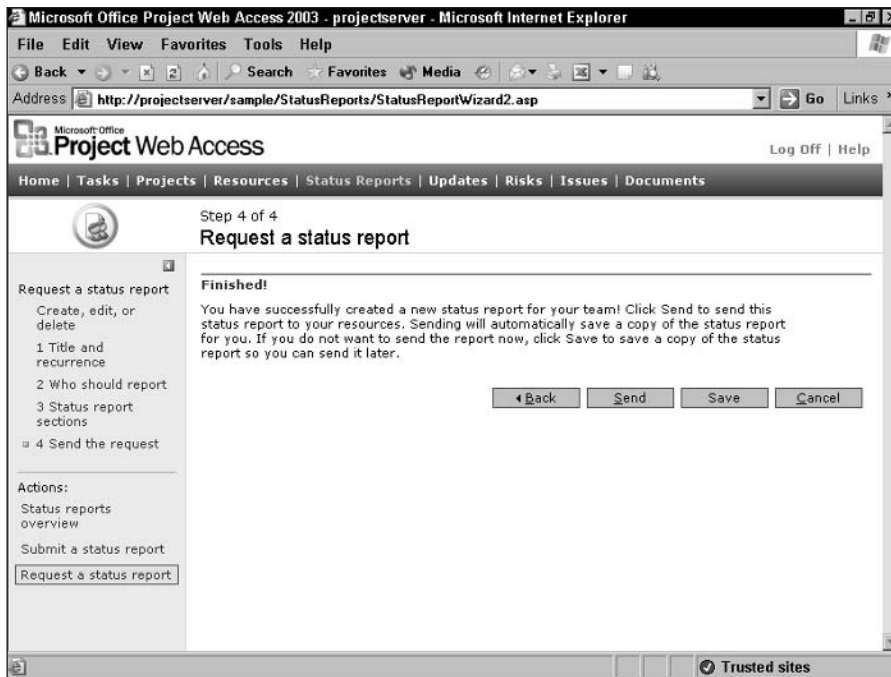 Microsoft Office Project Web Access 2003 - projectserver - Microsoft Internet Explorer
File Edit View Favorites Tools Help
Back Search Favorites Media
Address http://projectserver/sample/StatusReports/StatusReportWizard2.asp Go Links
Microsoft Office
Project Web Access
Log Off | Help
Home | Tasks | Projects | Resources | Status Reports | Updates | Risks | Issues | Documents
Step 4 of 4
Request a status report
Request a status report
Create, edit, or
delete
1 Title and
recurrence
2 Who should report
3 Status report
sections
4 Send the request
Actions:
Status reports
overview
Submit a status report
Request a status report
Finished!
You have successfully created a new status report for your team! Click Send to send this
status report to your resources. Sending will automatically save a copy of the status report
for you. If you do not want to send the report now, click Save to save a copy of the status
report so you can send it later.
Back Send Save Cancel
Trusted sites